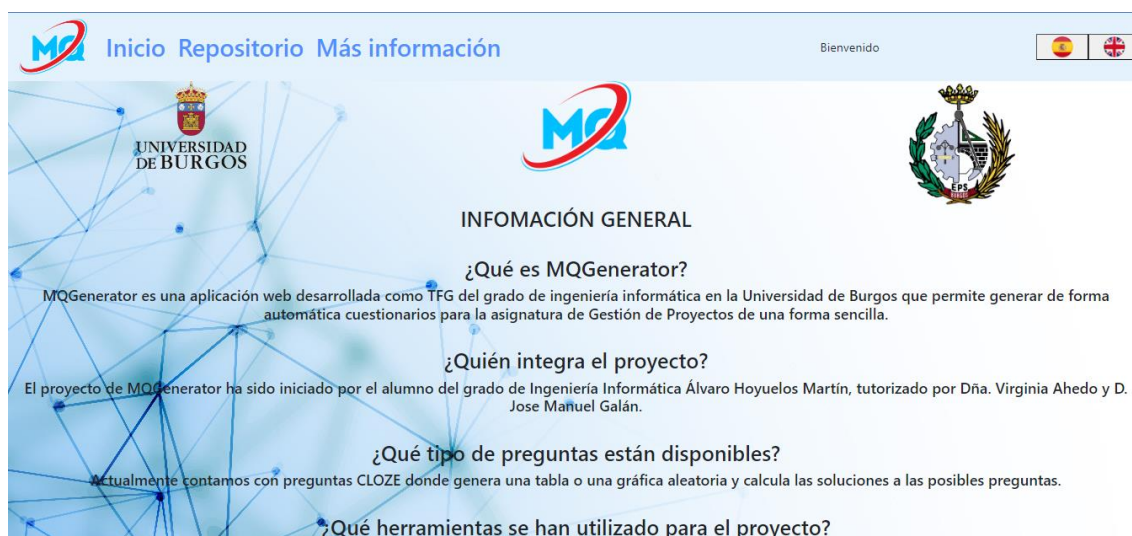 MQ Inicio Repositorio Más información Bienvenido
UNIVERSIDAD
DE BURGOS
MQ
EPS
BURGOS
INFOMACIÓN GENERAL
¿Qué es MQGenerator?
MQGenerator es una aplicación web desarrollada como TFG del grado de ingeniería informática en la Universidad de Burgos que permite generar de forma
automática cuestionarios para la asignatura de Gestión de Proyectos de una forma sencilla.
¿Quién integra el proyecto?
El proyecto de MQGenerator ha sido iniciado por el alumno del grado de Ingeniería Informática Álvaro Hoyuelos Martín, tutorizado por Dña. Virginia Ahedo y D.
Jose Manuel Galán.
¿Qué tipo de preguntas están disponibles?
Actualmente contamos con preguntas CLOZE donde genera una tabla o una gráfica aleatoria y calcula las soluciones a las posibles preguntas.
¿Qué herramientas se han utilizado para el proyecto?